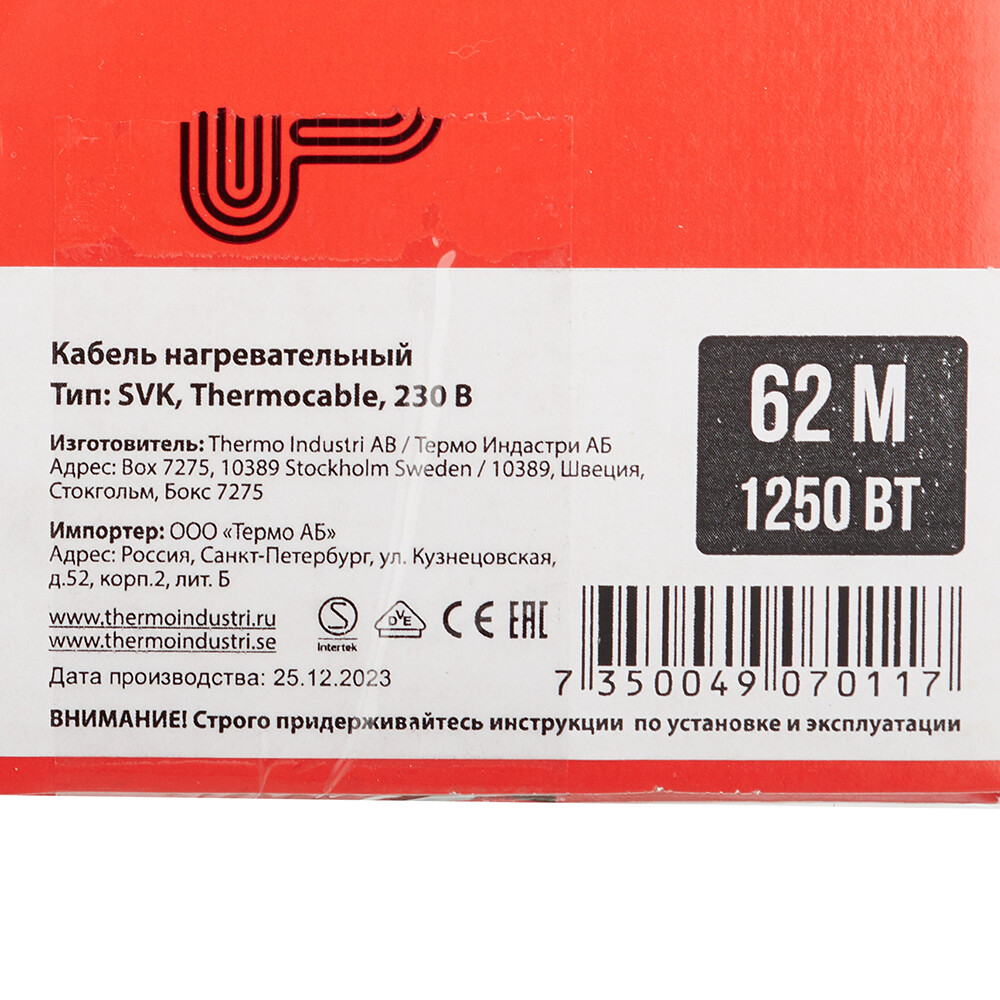 Кабель нагревательный
Тип: SVK, Thermocable, 230 В
62 М
1250 ВТ
Изготовитель: Thermo Industri AB / Термо Индастри АБ
Адрес: Box 7275, 10389 Stockholm Sweden / 10389, Швеция,
Стокгольм, Бокс 7275
Импортер: ООО «Термо АБ»
Адрес: Россия, Санкт-Петербург, ул. Кузнецовская,
д.52, корп.2, лит. Б
www.thermoindustri.ru
www.thermoindustri.se
S
Intertek
DVE
CE
EAC
Дата производства: 25.12.2023
7 350049 070117
ВНИМАНИЕ! Строго придерживайтесь инструкции по установке и эксплуатации